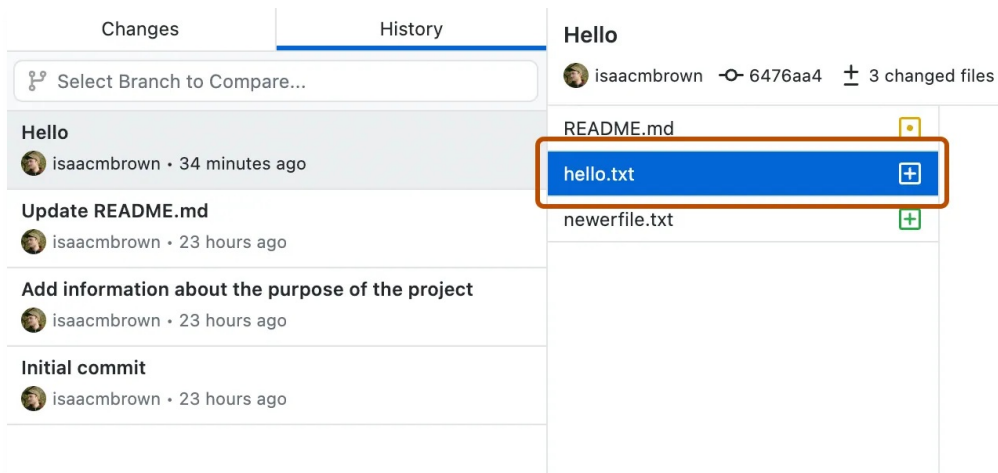 Changes
History
Select Branch to Compare...
Hello
isaacmbrown • 34 minutes ago
Update README.md
isaacmbrown • 23 hours ago
Add information about the purpose of the project
isaacmbrown • 23 hours ago
Initial commit
isaacmbrown • 23 hours ago
Hello
isaacmbrown 6476aa4 3 changed files
README.md
hello.txt
newerfile.txt